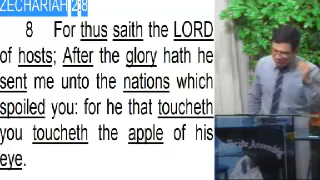 ZECHARIAH 2:8
8 For thus saith the LORD
of hosts; After the glory hath he
sent me unto the nations which
spoiled you: for he that toucheth
you toucheth the apple of his
eye.